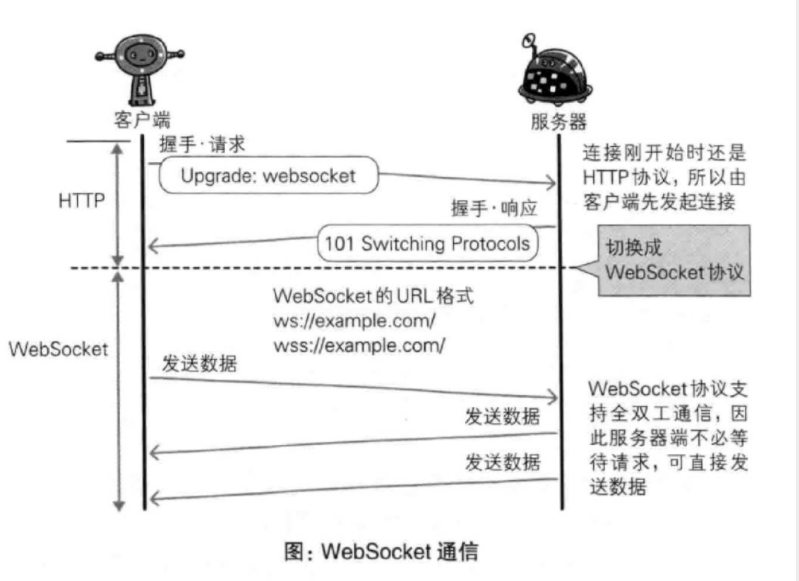 客户端
服务器
握手·请求
Upgrade: websocket
连接刚开始时还是
HTTP协议，所以由
客户端先发起连接
HTTP
握手·响应
101 Switching Protocols
切换成
WebSocket协议
WebSocket的URL格式
ws://example.com/
wss://example.com/
WebSocket
发送数据
发送数据
发送数据
WebSocket协议支
持全双工通信，因
此服务器端不必等
待请求，可直接发
送数据
图：WebSocket 通信